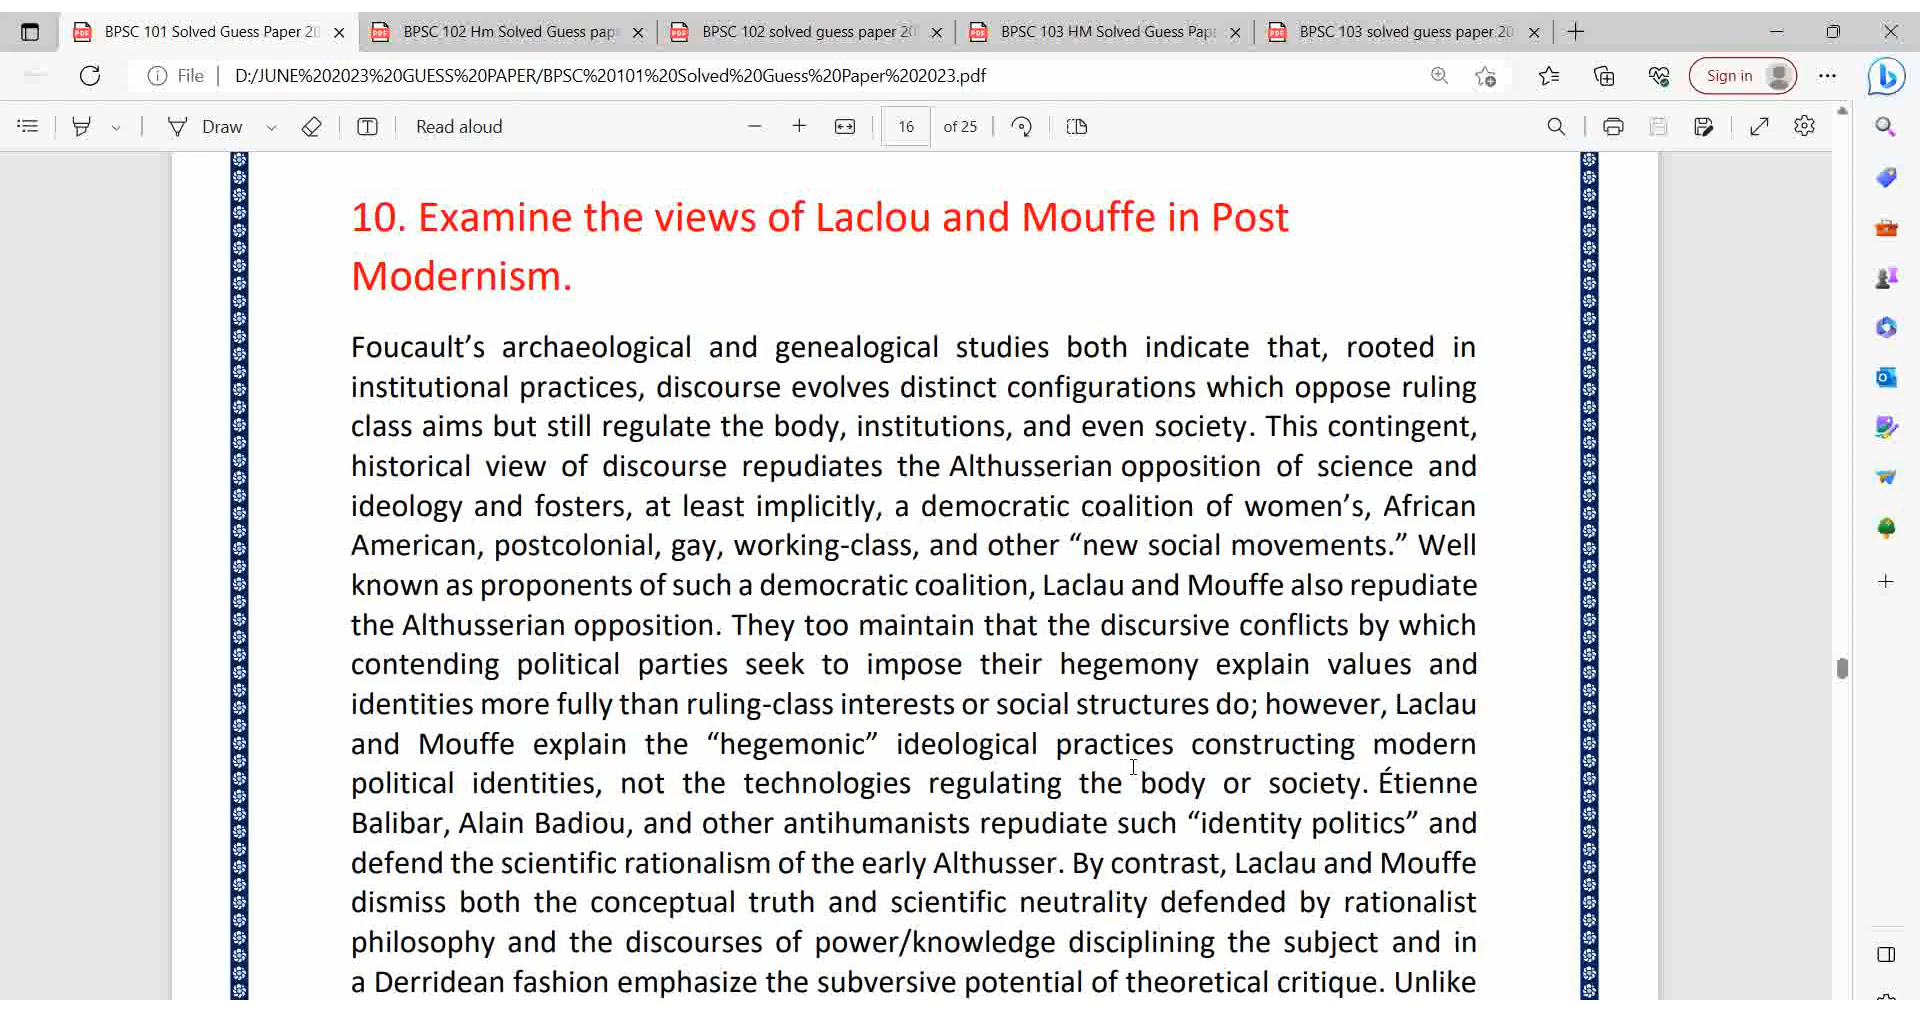 BPSC 101 Solved Guess Paper 20
BPSC 102 Hm Solved Guess pap
BPSC 102 solved guess paper 20
BPSC 103 HM Solved Guess Pap
BPSC 103 solved guess paper 20
File
D:/JUNE%202023%20GUESS%20PAPER/BPSC%20101%20Solved%20Guess%20Paper%202023.pdf
Sign in
Draw
Read aloud
16
of 25
10. Examine the views of Laclou and Mouffe in Post
Modernism.
Foucault’s archaeological and genealogical studies both indicate that, rooted in
institutional practices, discourse evolves distinct configurations which oppose ruling
class aims but still regulate the body, institutions, and even society. This contingent,
historical view of discourse repudiates the Althusserian opposition of science and
ideology and fosters, at least implicitly, a democratic coalition of women’s, African
American, postcolonial, gay, working-class, and other “new social movements.” Well
known as proponents of such a democratic coalition, Laclau and Mouffe also repudiate
the Althusserian opposition. They too maintain that the discursive conflicts by which
contending political parties seek to impose their hegemony explain values and
identities more fully than ruling-class interests or social structures do; however, Laclau
and Mouffe explain the “hegemonic” ideological practices constructing modern
political identities, not the technologies regulating the body or society. Étienne
Balibar, Alain Badiou, and other antihumanists repudiate such “identity politics” and
defend the scientific rationalism of the early Althusser. By contrast, Laclau and Mouffe
dismiss both the conceptual truth and scientific neutrality defended by rationalist
philosophy and the discourses of power/knowledge disciplining the subject and in
a Derridean fashion emphasize the subversive potential of theoretical critique. Unlike